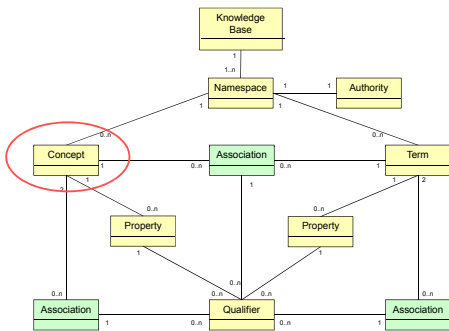 Knowledge
Base
1
1..n
Namespace
1
1
Authority
1
1
0..n
0..n
Concept
1
0..n
Association
0..n
1
Term
2
1
1
1
2
0..n
0..n
Property
Property
1
1
0..n
0..n
0..n
0..n
0..n
Association
1
0..n
Qualifier
0..n
1
Association